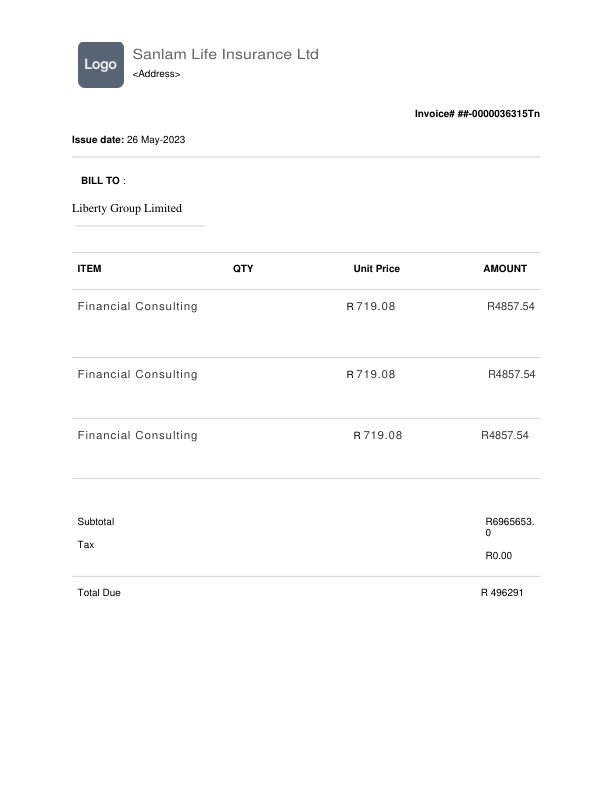 Logo
Sanlam Life Insurance Ltd
<Address>
Invoice# ##-0000036315Tn
Issue date: 26 May-2023
BILL TO :
Liberty Group Limited
ITEM QTY Unit Price AMOUNT
Financial Consulting R 719.08 R4857.54
Financial Consulting R 719.08 R4857.54
Financial Consulting R 719.08 R4857.54
Subtotal R6965653.
0
Tax
R0.00
Total Due R 496291